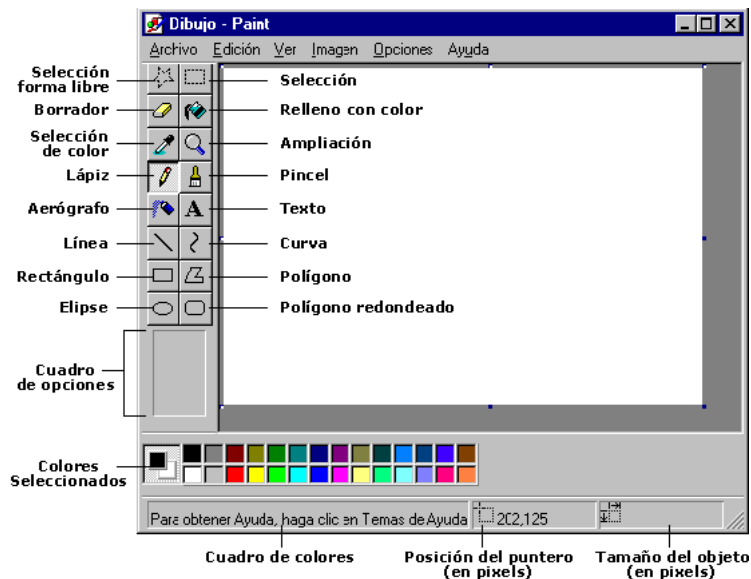 Dibujo - Paint
Archivo Edición Ver Imagen Opciones Ayuda
Selección
forma libre
Selección
Borrador
Relleno con color
Selección
de color
Ampliación
Lápiz
Pincel
Aerógrafo
A
Texto
Línea
Curva
Rectángulo
Polígono
Elipse
Polígono redondeado
Cuadro
de opciones
Colores
Seleccionados
Para obtener Ayuda, haga clic en Temas de Ayuda
202,125
Cuadro de colores
Posición del puntero
(en pixels)
Tamaño del objeto
(en pixels)